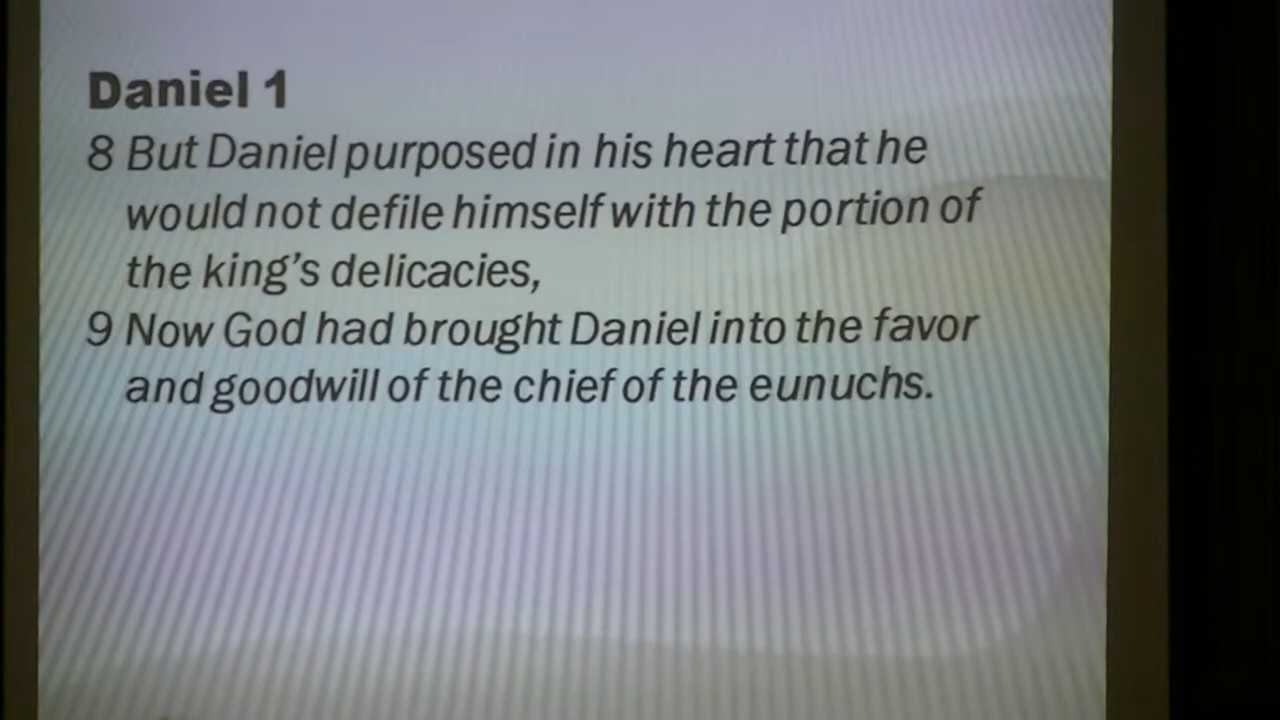 Daniel 1
8 But Daniel purposed in his heart that he
would not defile himself with the portion of
the king's delicacies,
9 Now God had brought Daniel into the favor
and goodwill of the chief of the eunuchs.